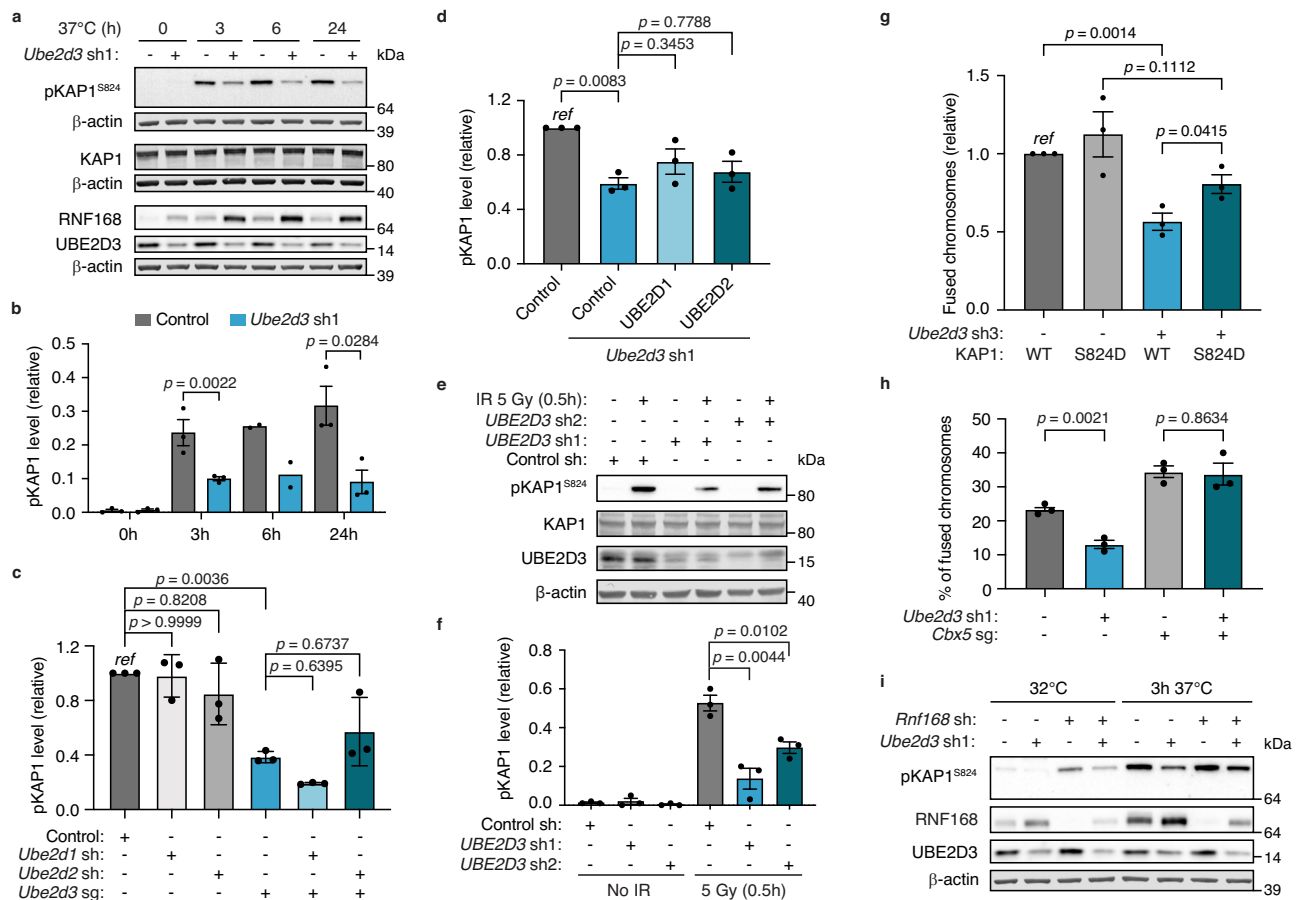 a
37°C (h) 0 3 6 24
Ube2d3 sh1: - + - + - + - + kDa
pKAP1S824
64
β-actin
39
KAP1
80
β-actin
40
RNF168
64
UBE2D3
14
β-actin
39
b
Control Ube2d3 sh1
pKAP1 level (relative)
0.5
0.4
0.3
0.2
0.1
0.0
p = 0.0022
p = 0.0284
0h 3h 6h 24h
c
pKAP1 level (relative)
1.2
0.8
0.4
0.0
p = 0.0036
p = 0.8208
p > 0.9999
p = 0.6737
p = 0.6395
ref
Control: + - - - - -
Ube2d1 sh: - + - - + -
Ube2d2 sh: - - + - - +
Ube2d3 sg: - - - + + +
d
pKAP1 level (relative)
1.2
0.8
0.4
0.0
p = 0.7788
p = 0.3453
p = 0.0083
ref
Control Control UBE2D1 UBE2D2
Ube2d3 sh1
e
IR 5 Gy (0.5h) - + - + - +
UBE2D3 sh2: - - - - + +
UBE2D3 sh1: - - + + - -
Control sh: + + - - - - kDa
pKAP1S824
80
KAP1
80
UBE2D3
15
β-actin
40
f
pKAP1 level (relative)
0.8
0.6
0.4
0.2
0.0
p = 0.0102
p = 0.0044
Control sh: + - - + - -
UBE2D3 sh1: - + - - + -
UBE2D3 sh2: - - + - - +
No IR 5 Gy (0.5h)
g
Fused chromosomes (relative)
1.5
1.0
0.5
0.0
p = 0.0014
p = 0.1112
p = 0.0415
ref
Ube2d3 sh3: - - + +
KAP1: WT S824D WT S824D
h
% of fused chromosomes
50
40
30
20
10
0
p = 0.0021
p = 0.8634
Ube2d3 sh1: - + - +
Cbx5 sg: - - + +
i
32°C 3h 37°C
Rnf168 sh: - - + + - - + +
Ube2d3 sh1: - + - + - + - + kDa
pKAP1S824
64
RNF168
64
UBE2D3
14
β-actin
39